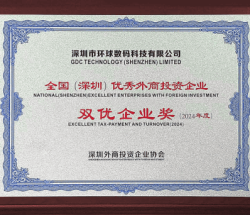 深圳市环球数码科技有限公司
GDC TECHNOLOGY (SHENZHEN) LIMITED
全国（深圳）优秀外商投资企业
NATIONAL(SHENZHEN)EXCELLENT ENTERPRISES WITH FOREIGN INVESTMENT
双优企业奖（2024年度）
EXCELLENT TAX-PAYMENT AND TURNOVER(2024)
深圳外商投资企业协会